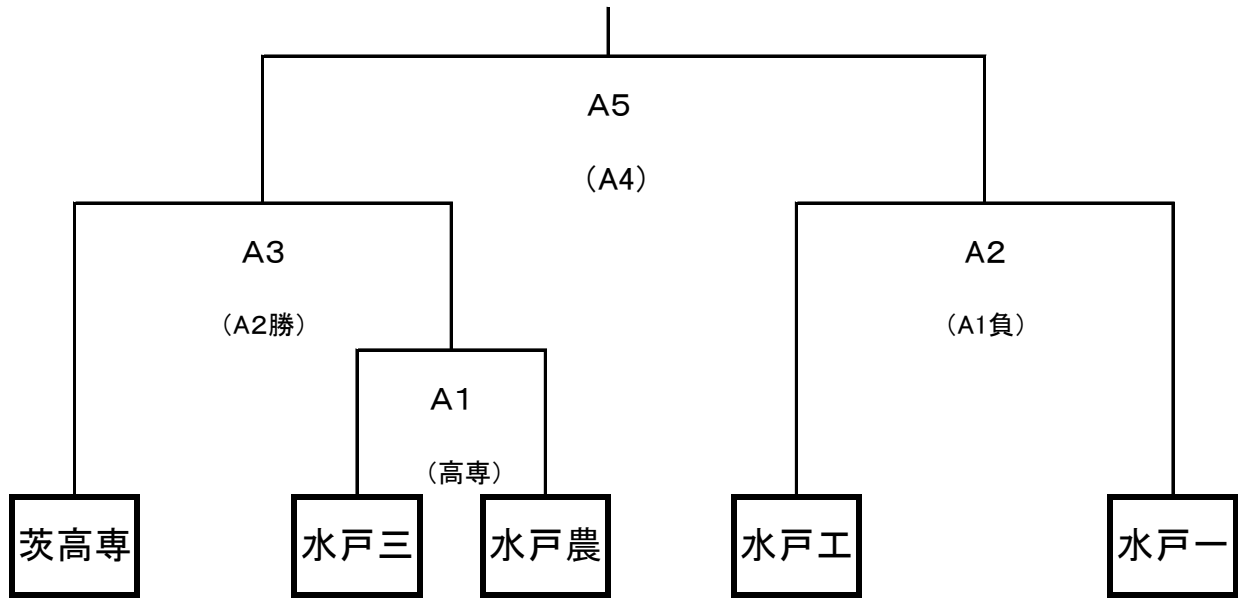 A5
（A4）
A3
A2
（A2勝）
（A1負）
A1
（高専）
茨高専
水戸三
水戸農
水戸工
水戸一